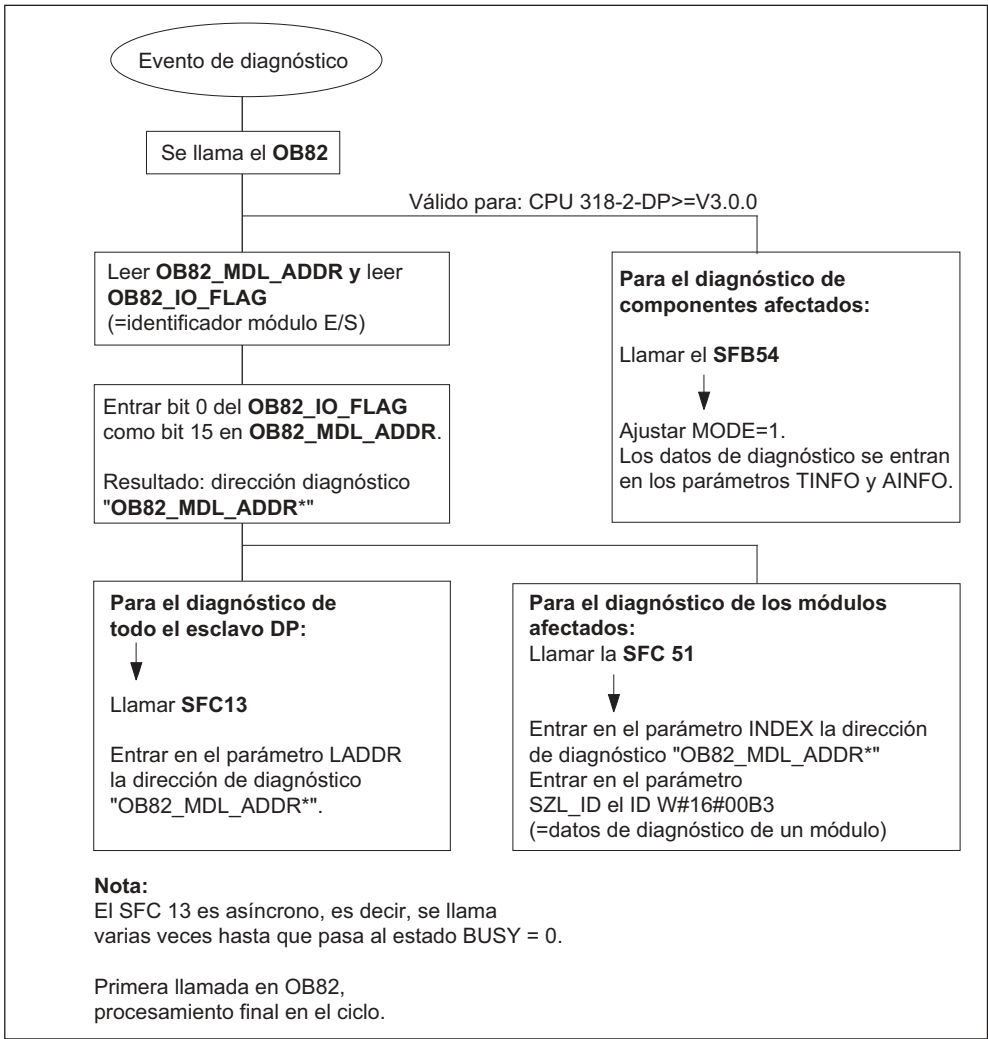 Evento de diagnóstico
Se llama el OB82
Válido para: CPU 318-2-DP>=V3.0.0
Leer OB82_MDL_ADDR y leer
OB82_IO_FLAG
(=identificador módulo E/S)
Para el diagnóstico de
componentes afectados:
Llamar el SFB54
Ajustar MODE=1.
Los datos de diagnóstico se entran
en los parámetros TINFO y AINFO.
Entrar bit 0 del OB82_IO_FLAG
como bit 15 en OB82_MDL_ADDR.
Resultado: dirección diagnóstico
"OB82_MDL_ADDR*"
Para el diagnóstico de
todo el esclavo DP:
Llamar SFC13
Entrar en el parámetro LADDR
la dirección de diagnóstico
"OB82_MDL_ADDR*".
Para el diagnóstico de los módulos
afectados:
Llamar la SFC 51
Entrar en el parámetro INDEX la dirección
de diagnóstico "OB82_MDL_ADDR*"
Entrar en el parámetro
SZL_ID el ID W#16#00B3
(=datos de diagnóstico de un módulo)
Nota:
El SFC 13 es asíncrono, es decir, se llama
varias veces hasta que pasa al estado BUSY = 0.
Primera llamada en OB82,
procesamiento final en el ciclo.